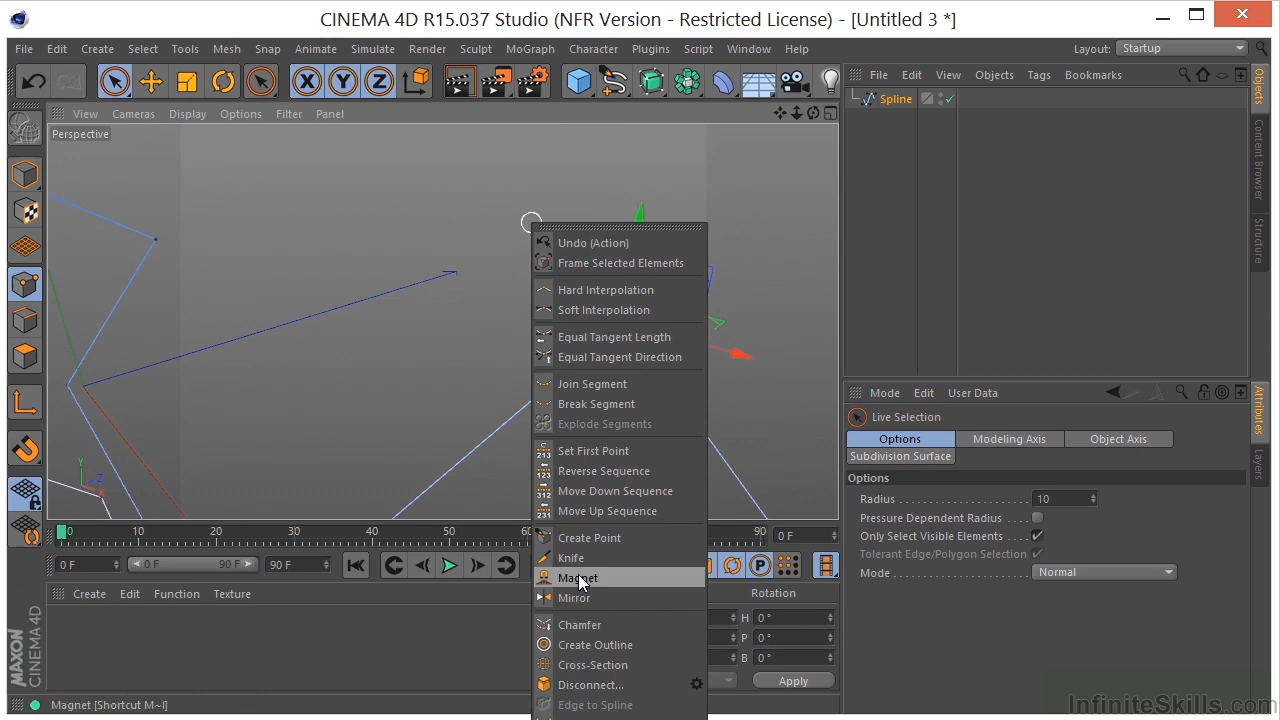 CINEMA 4D R15.037 Studio (NFR Version - Restricted License) - [Untitled 3 *]
File Edit Create Select Tools Mesh Snap Animate Simulate Render Sculpt MoGraph Character Plugins Script Window Help Layout: Startup
X Y Z
File Edit View Objects Tags Bookmarks
Spline
View Cameras Display Options Filter Panel
Perspective
Undo (Action)
Frame Selected Elements
Hard Interpolation
Soft Interpolation
Equal Tangent Length
Equal Tangent Direction
Join Segment
Break Segment
Explode Segments
Set First Point
Reverse Sequence
Move Down Sequence
Move Up Sequence
Create Point
Knife
Magnet
Mirror
Chamfer
Create Outline
Cross-Section
Disconnect...
Edge to Spline
Y
Z
X
0 10 20 30 40 50 60 90 0 F
0 F 0 F 90 F 90 F
P
Create Edit Function Texture
Rotation
H 0 °
P 0 °
B 0 °
Apply
Mode Edit User Data
Live Selection
Options Modeling Axis Object Axis
Subdivision Surface
Options
Radius 10
Pressure Dependent Radius
Only Select Visible Elements
Tolerant Edge/Polygon Selection
Mode Normal
Objects
Content Browser
Structure
Attributes
Layers
MAXON
CINEMA 4D
Magnet [Shortcut M~I]
InfiniteSkills.com